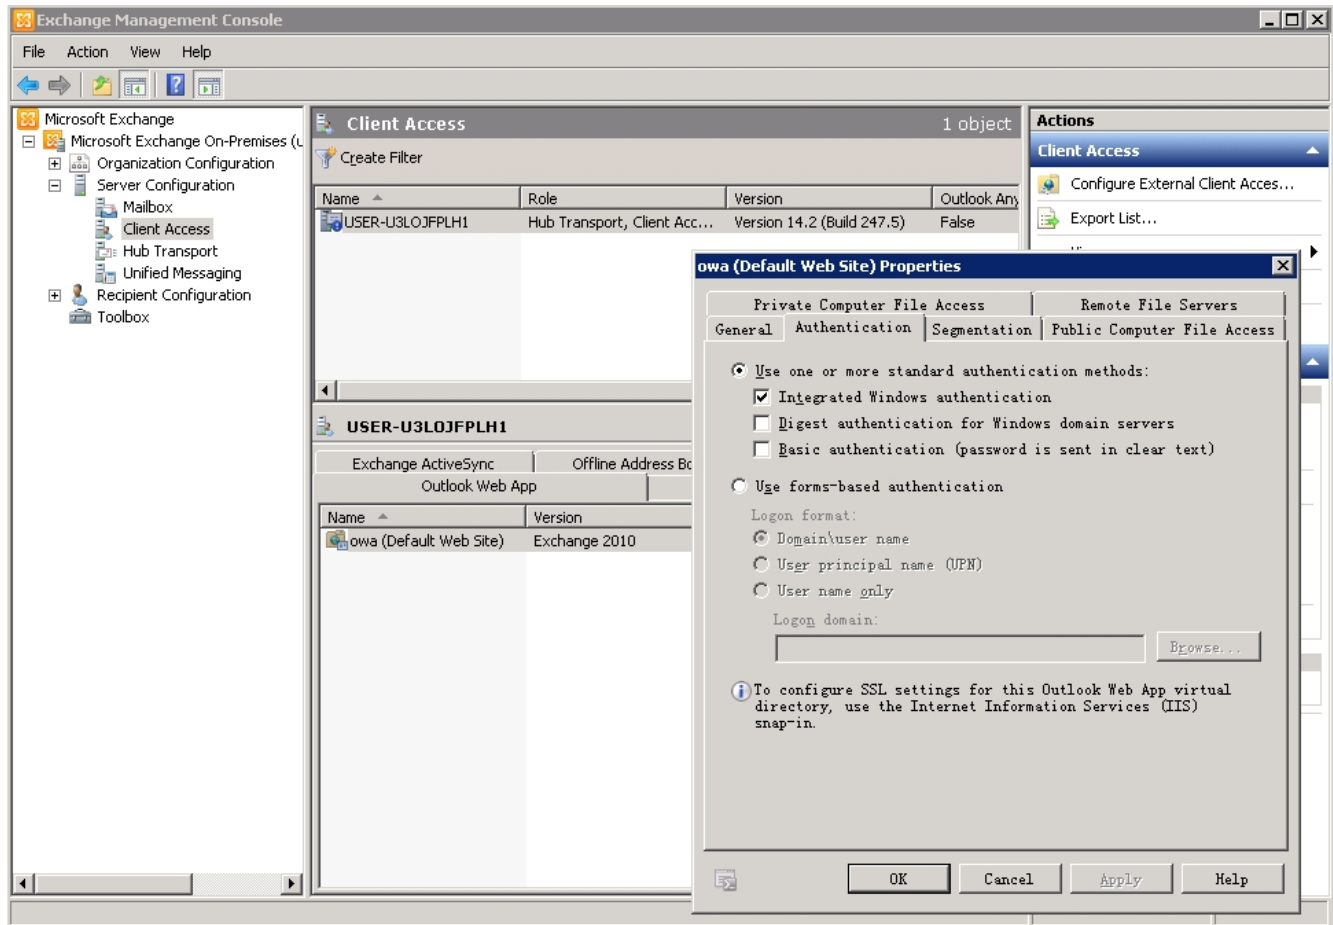 Exchange Management Console
File Action View Help
Microsoft Exchange
Microsoft Exchange On-Premises (u
Organization Configuration
Server Configuration
Mailbox
Client Access
Hub Transport
Unified Messaging
Recipient Configuration
Toolbox
Client Access 1 object
Create Filter
Name Role Version Outlook Any
USER-U3LOJFPLH1 Hub Transport, Client Acc... Version 14.2 (Build 247.5) False
USER-U3LOJFPLH1
Exchange ActiveSync Offline Address Bo
Outlook Web App
Name Version
owa (Default Web Site) Exchange 2010
Actions
Client Access
Configure External Client Acces...
Export List...
owa (Default Web Site) Properties
Private Computer File Access Remote File Servers
General Authentication Segmentation Public Computer File Access
Use one or more standard authentication methods:
Integrated Windows authentication
Digest authentication for Windows domain servers
Basic authentication (password is sent in clear text)
Use forms-based authentication
Logon format:
Domain\user name
User principal name (UPN)
User name only
Logon domain:
Browse...
To configure SSL settings for this Outlook Web App virtual
directory, use the Internet Information Services (IIS)
snap-in.
OK Cancel Apply Help